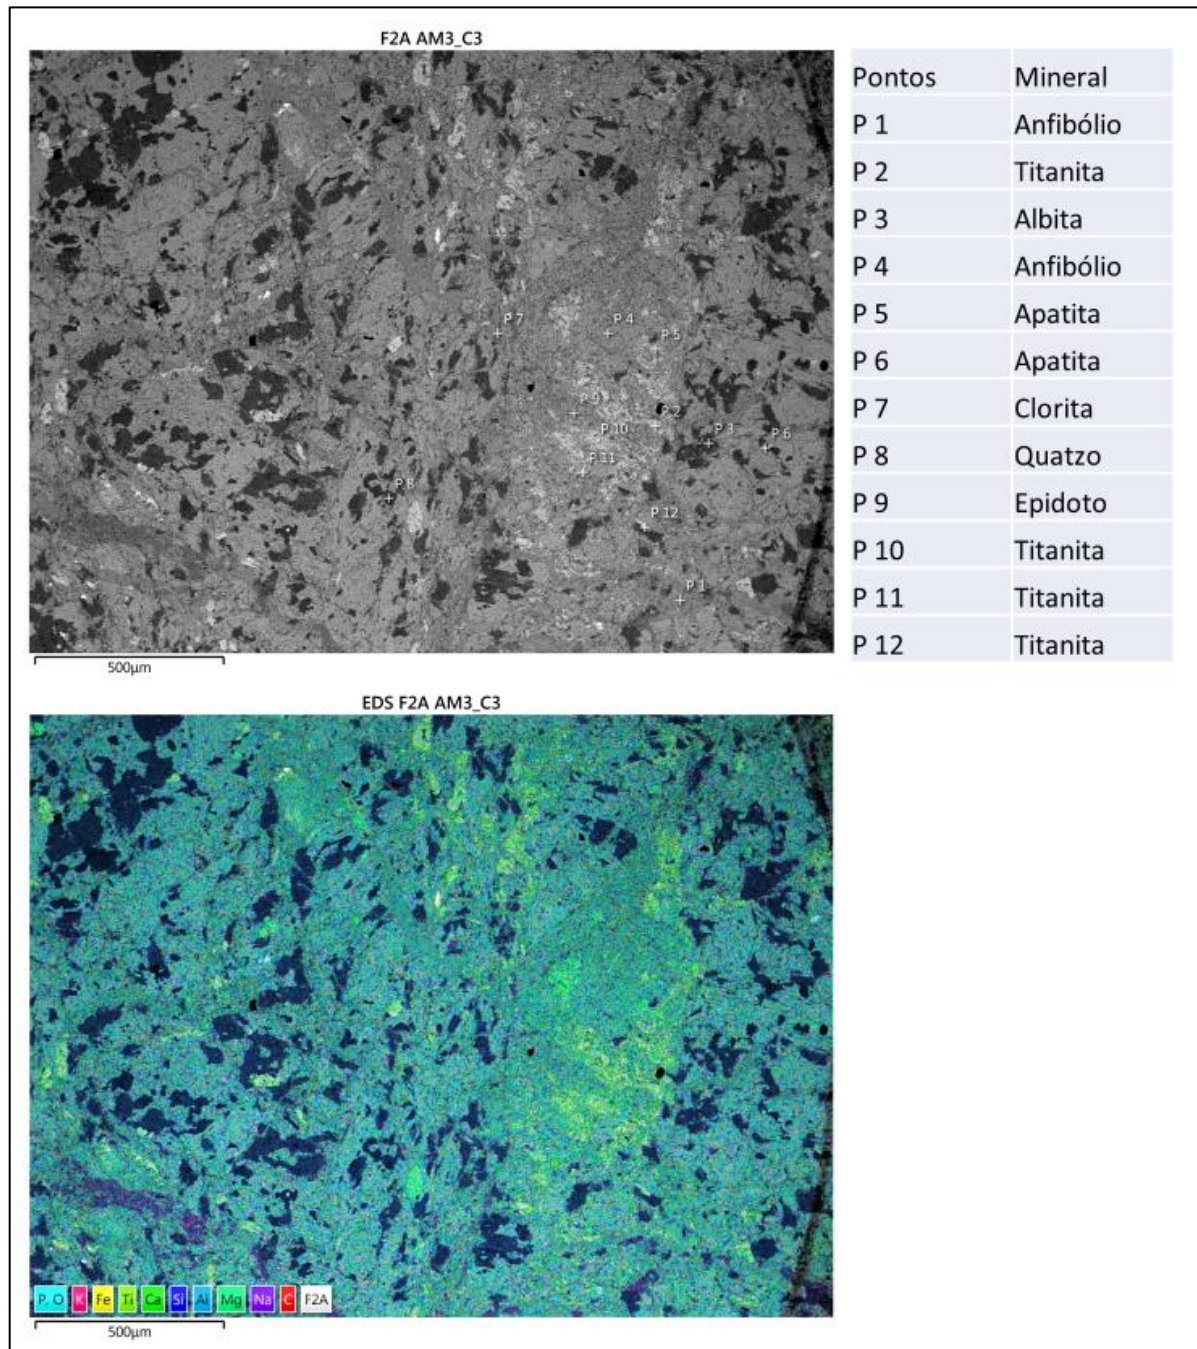 F2A AM3_C3
Pontos Mineral
P 1 Anfibólio
P 2 Titanita
P 3 Albita
P 4 Anfibólio
P 5 Apatita
P 6 Apatita
P 7 Clorita
P 8 Quatzo
P 9 Epidoto
P 10 Titanita
P 11 Titanita
P 12 Titanita
P 7
P 4
P 5
P 9
P 2
P 10
P 3
P 6
P 11
P 8
P 12
P 1
500µm
EDS F2A AM3_C3
P, O K Fe Ti Ca Si Al Mg Na C F2A
500µm